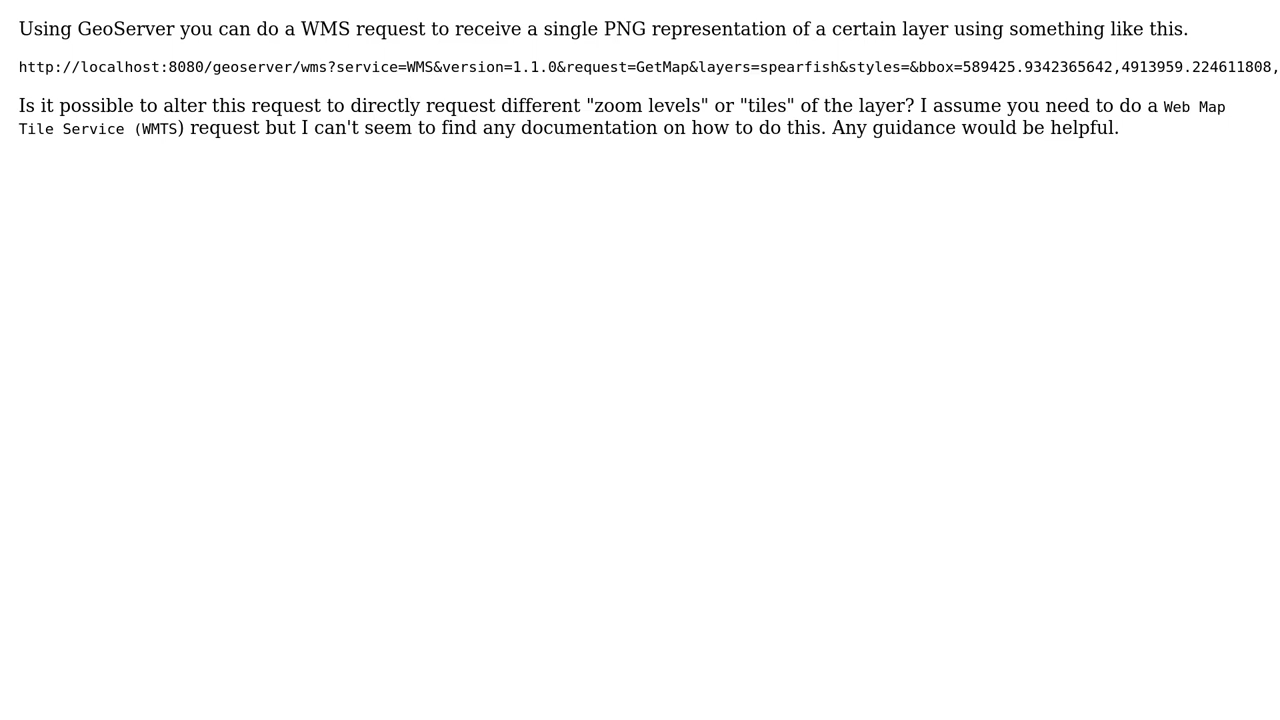 Using GeoServer you can do a WMS request to receive a single PNG representation of a certain layer using something like this.
http://localhost:8080/geoserver/wms?service=WMS&version=1.1.0&request=GetMap&layers=spearfish&styles=&bbox=589425.9342365642,4913959.224611808,
Is it possible to alter this request to directly request different "zoom levels" or "tiles" of the layer? I assume you need to do a Web Map
Tile Service (WMTS) request but I can't seem to find any documentation on how to do this. Any guidance would be helpful.